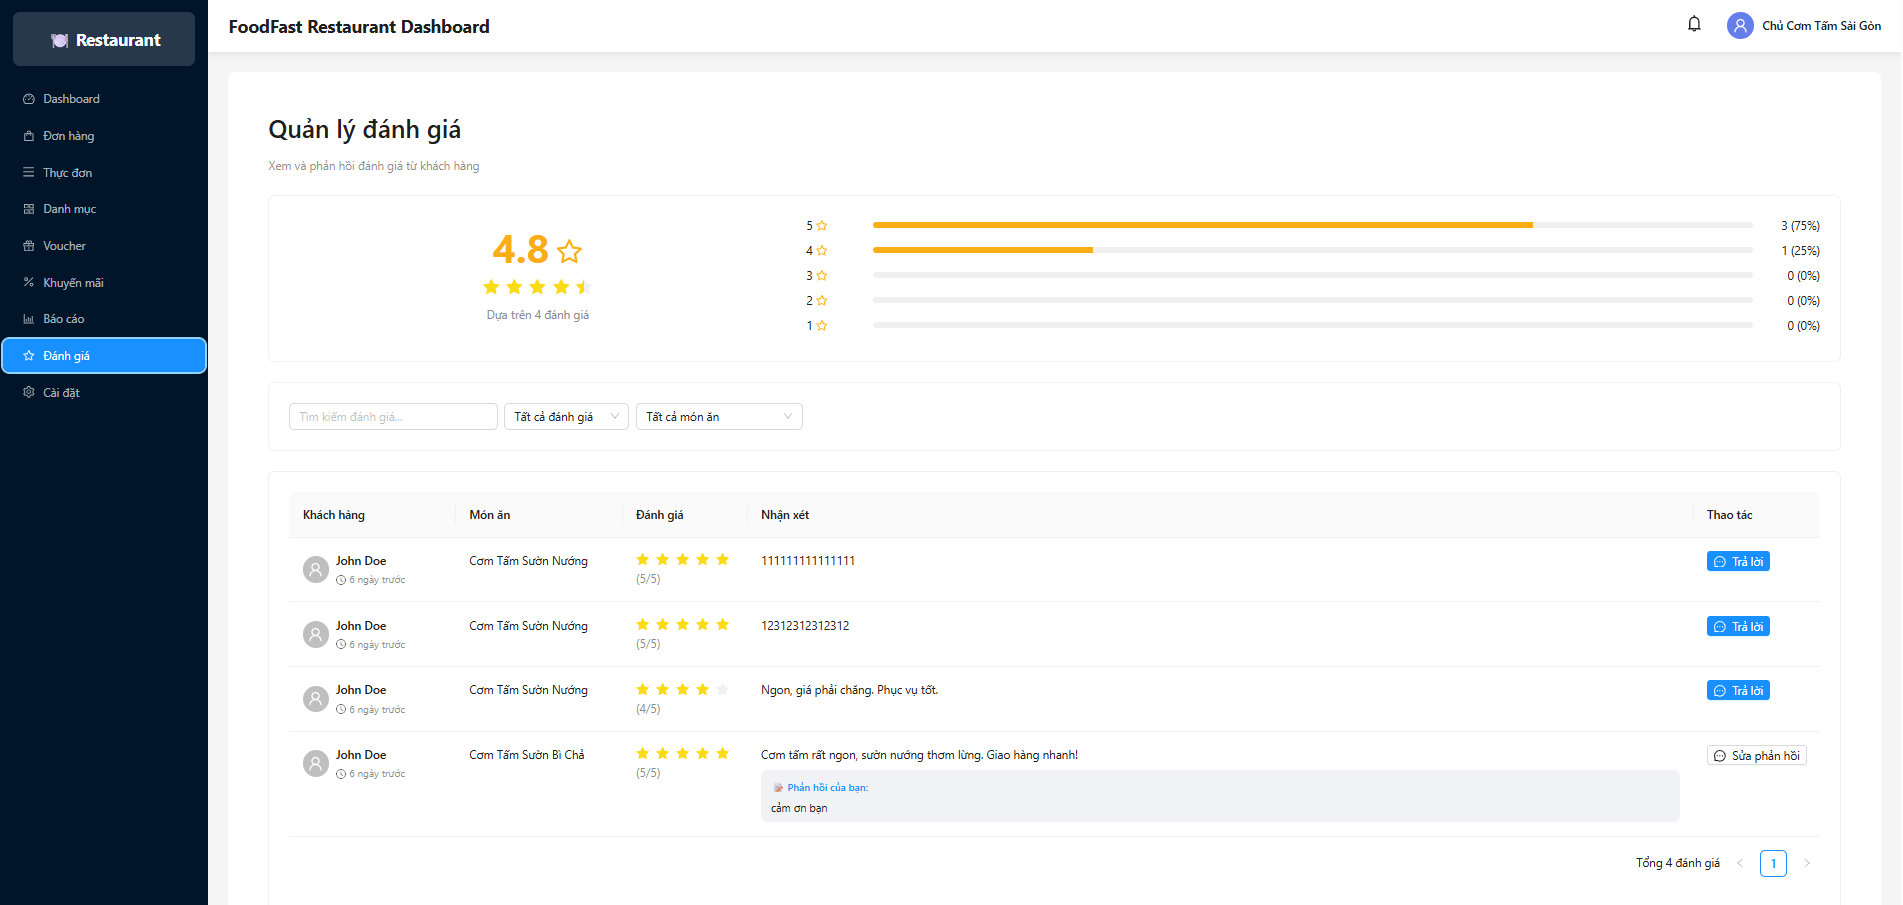 Restaurant
FoodFast Restaurant Dashboard
Chủ Cơm Tấm Sài Gòn
Dashboard
Đơn hàng
Thực đơn
Danh mục
Voucher
Khuyến mãi
Báo cáo
Đánh giá
Cài đặt
Quản lý đánh giá
Xem và phản hồi đánh giá từ khách hàng
4.8
Dựa trên 4 đánh giá
5 3 (75%)
4 1 (25%)
3 0 (0%)
2 0 (0%)
1 0 (0%)
Tìm kiếm đánh giá... Tất cả đánh giá Tất cả món ăn
Khách hàng Món ăn Đánh giá Nhận xét Thao tác
John Doe Cơm Tấm Sườn Nướng 111111111111111 Trả lời
6 ngày trước (5/5)
John Doe Cơm Tấm Sườn Nướng 12312312312312 Trả lời
6 ngày trước (5/5)
John Doe Cơm Tấm Sườn Nướng Ngon, giá phải chăng. Phục vụ tốt. Trả lời
6 ngày trước (4/5)
John Doe Cơm Tấm Sườn Bì Chả Cơm tấm rất ngon, sườn nướng thơm lừng. Giao hàng nhanh! Sửa phản hồi
6 ngày trước (5/5)
Phản hồi của bạn:
cảm ơn bạn
Tổng 4 đánh giá 1